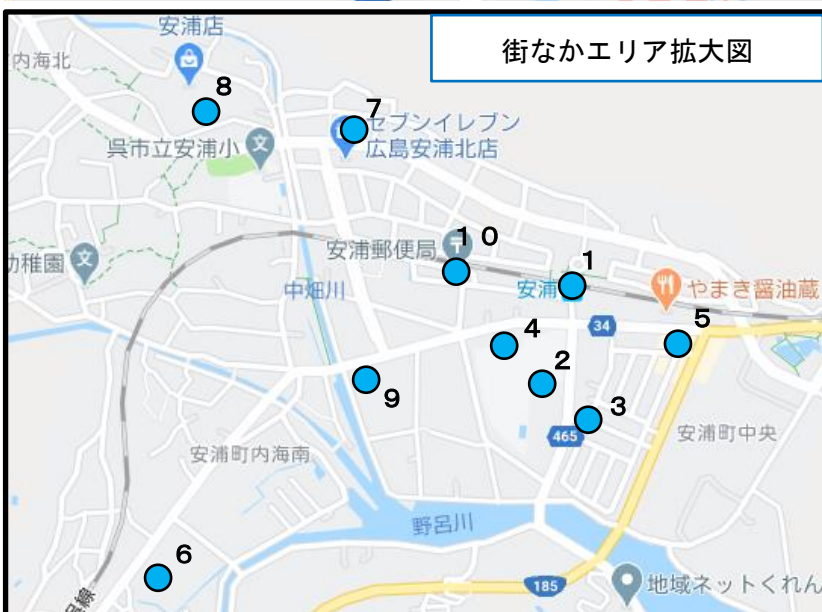 街なかエリア拡大図
安浦店
内海北
8
7
セブンイレブン
広島安浦北店
呉市立安浦小
文
10
安浦郵便局
幼稚園
文
中畑川
安浦
1
やまき醤油蔵
34
5
4
2
9
3
465
安浦町中央
安浦町内海南
野呂川
6
185
地域ネットくれん
呉線